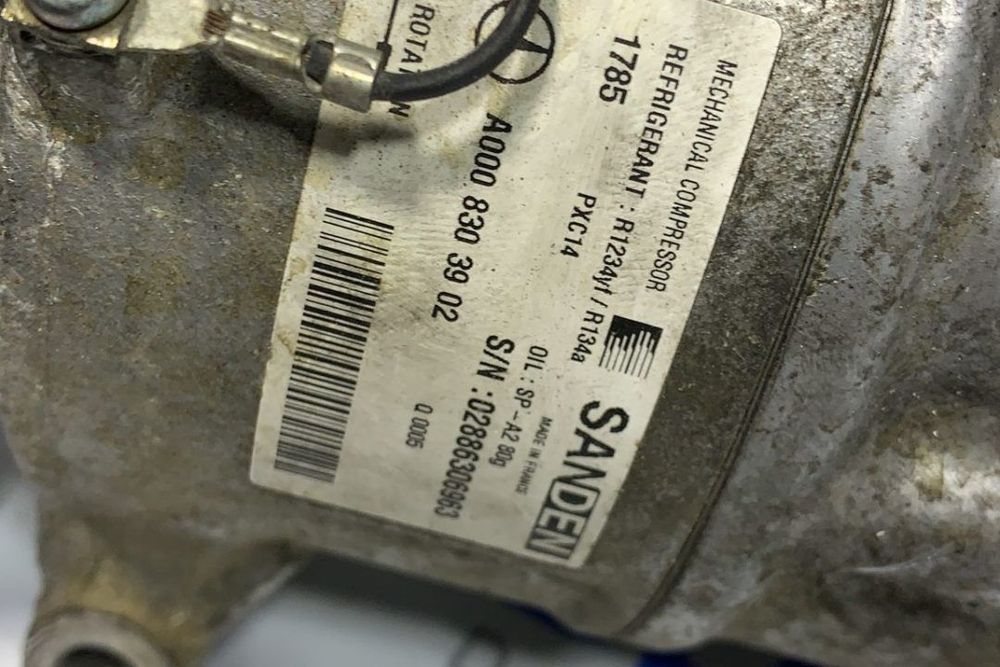 MECHANICAL COMPRESSOR
REFRIGERANT : R1234yf / R134a
SANDEN
1785
PXC14
OIL : SP-A2 80g
MADE IN FRANCE
A000 830 39 02
S/N :02886306963
Q 0005